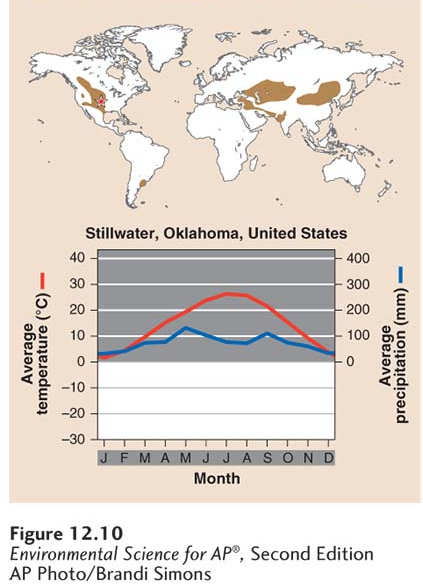 Stillwater, Oklahoma, United States
40
30
20
10
0
−10
−20
−30
Average
temperature (°C)
400
300
200
100
0
Average
precipitation (mm)
J F M A M J J A S O N D
Month
Figure 12.10
Environmental Science for AP®, Second Edition
AP Photo/Brandi Simons